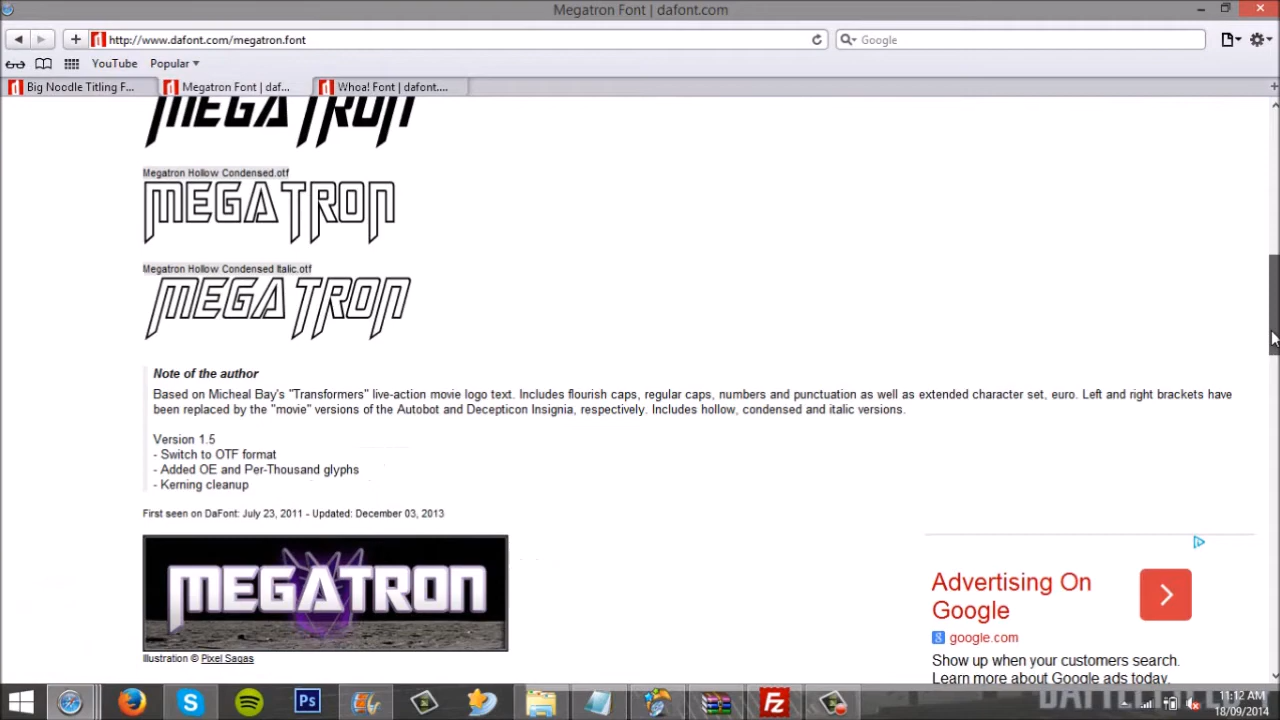 Megatron Font | dafont.com
http://www.dafont.com/megatron.font
Google
YouTube
Popular
Big Noodle Titling F...
Megatron Font | daf...
Whoa! Font | dafont....
MEGATRON
Megatron Hollow Condensed.otf
MEGATRON
Megatron Hollow Condensed Italic.otf
MEGATRON
Note of the author
Based on Micheal Bay's "Transformers" live-action movie logo text. Includes flourish caps, regular caps, numbers and punctuation as well as extended character set, euro. Left and right brackets have
been replaced by the "movie" versions of the Autobot and Decepticon Insignia, respectively. Includes hollow, condensed and italic versions.
Version 1.5
- Switch to OTF format
- Added OE and Per-Thousand glyphs
- Kerning cleanup
First seen on DaFont: July 23, 2011 - Updated: December 03, 2013
MEGATRON
Illustration © Pixel Sagas
Advertising On
Google
google.com
Show up when your customers search.
Learn more about Google ads today.
Ps
Fz
11:12 AM
18/09/2014